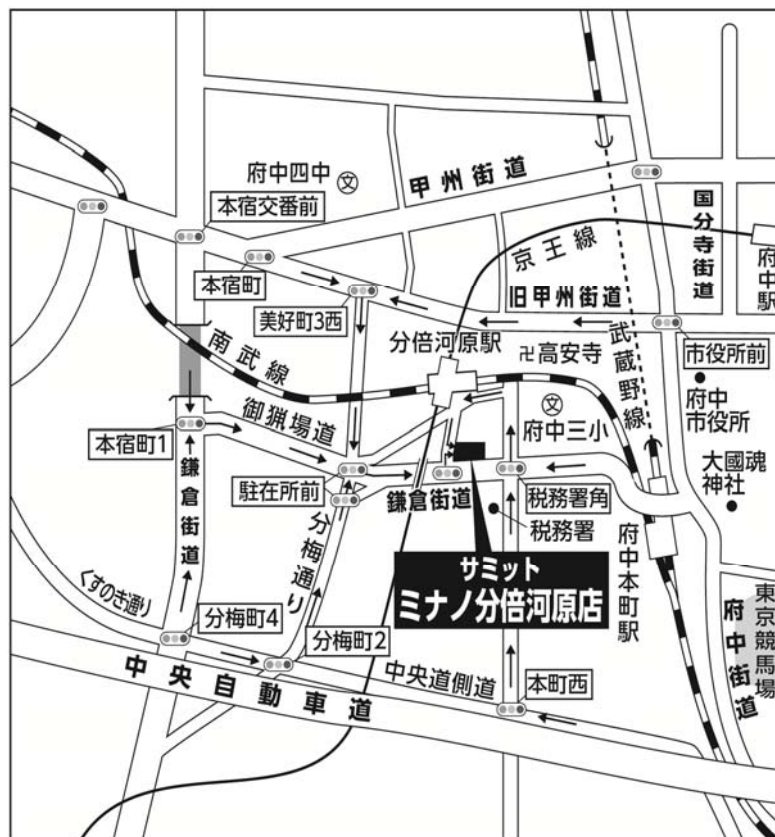 府中四中
文
甲州街道
本宿交番前
国分寺街道
京王線
府中駅
本宿町
旧甲州街道
美好町3西
南武線
分倍河原駅
卍高安寺
武蔵野線
市役所前
府中
市役所
文
府中三小
御猟場道
本宿町1
大國魂
神社
駐在所前
鎌倉街道
鎌倉街道
税務署角
税務署
分梅通り
府中本町駅
サミット
ミナノ分倍河原店
くすのき通り
分梅町4
分梅町2
東京競馬場
府中街道
中央道側道
本町西
中央自動車道